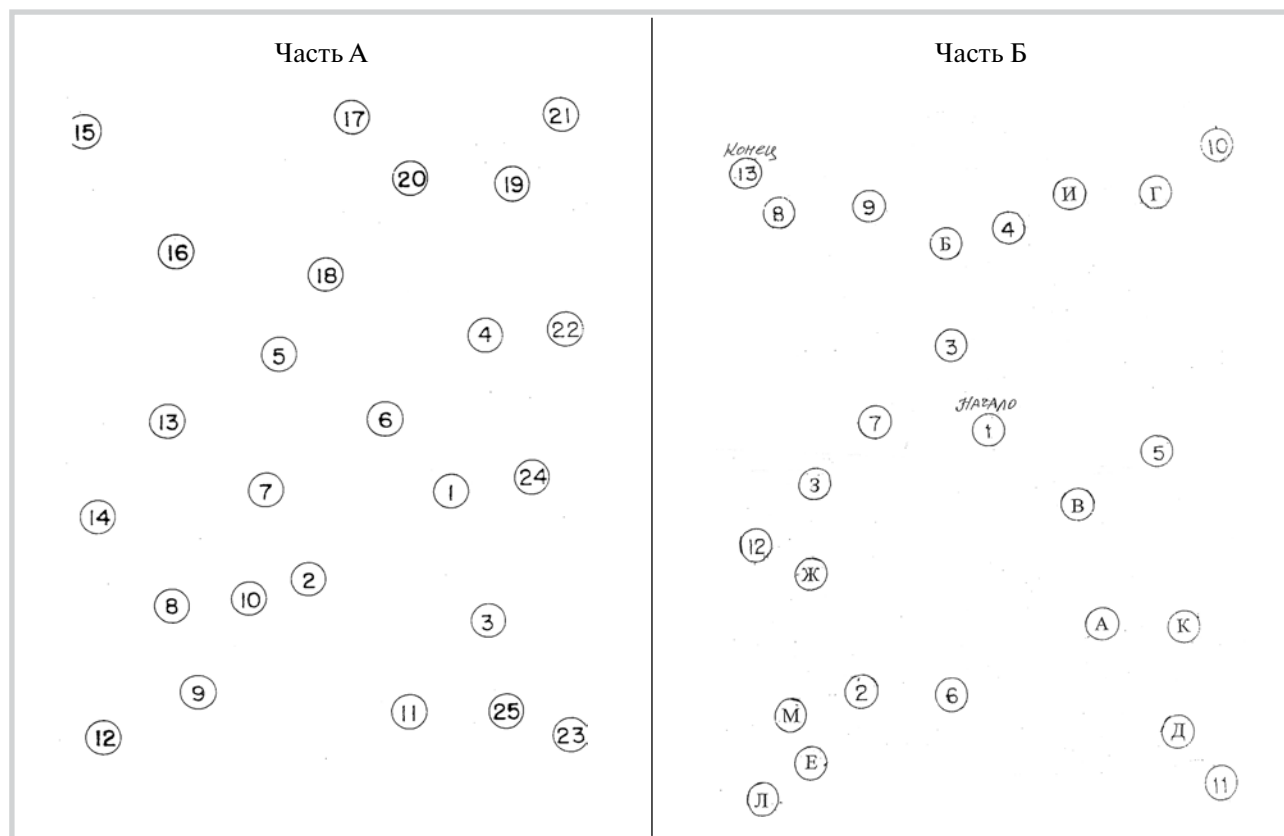 Часть А
15 17 21
20 19
16 18
5 4 22
13 6
7 1 24
14
8 10 2 3
9
12 11 25 23
Часть Б
Конец
13 8 9 Б 4 И Г 10
3
Начало
7 1 5
З В
12 Ж
А К
М 2 6 Д
Е
Л 11